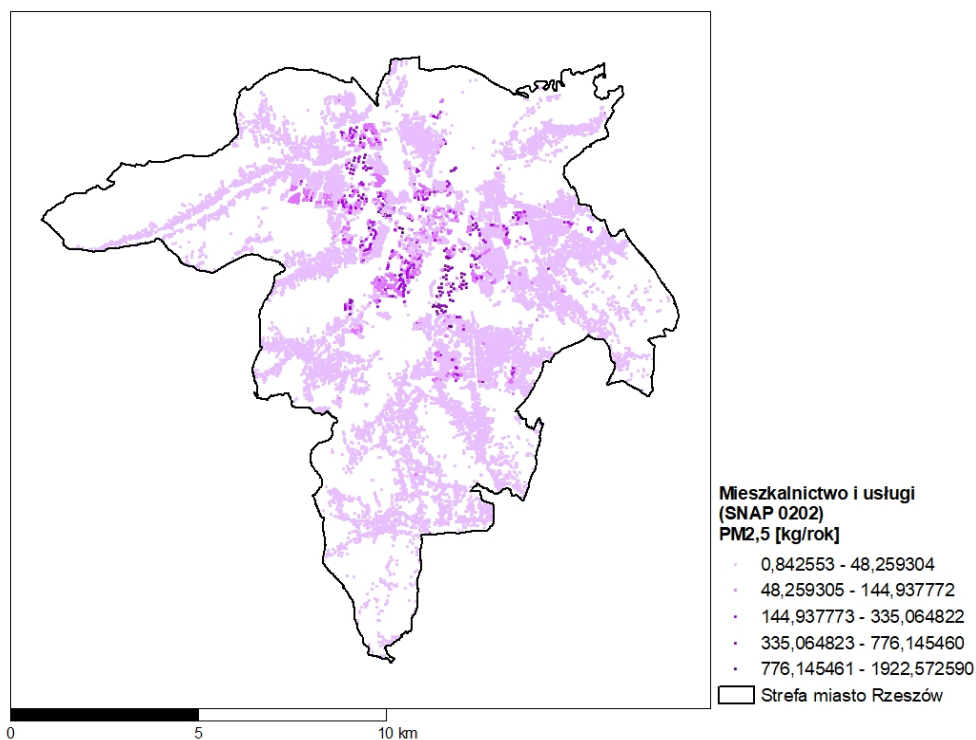 Mieszkalnictwo i usługi
(SNAP 0202)
PM2,5 [kg/rok]
0,842553 - 48,259304
48,259305 - 144,937772
144,937773 - 335,064822
335,064823 - 776,145460
776,145461 - 1922,572590
Strefa miasto Rzeszów
0 5 10 km